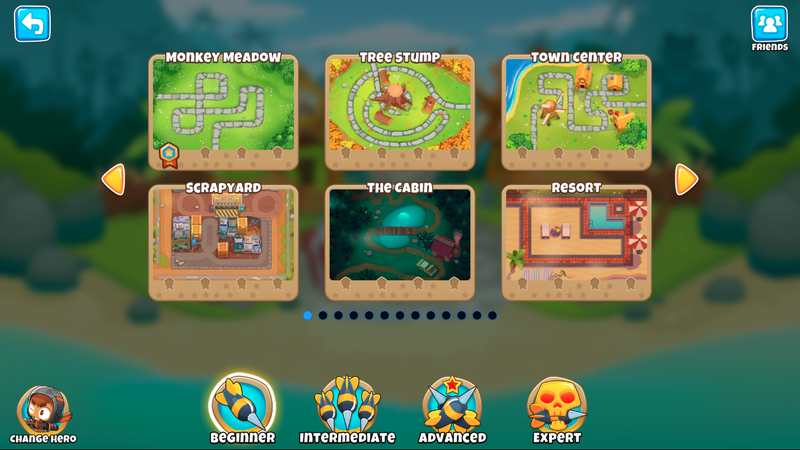 Friends
Monkey Meadow
Tree Stump
Town Center
Scrapyard
The Cabin
Resort
Change Hero
Beginner
Intermediate
Advanced
Expert